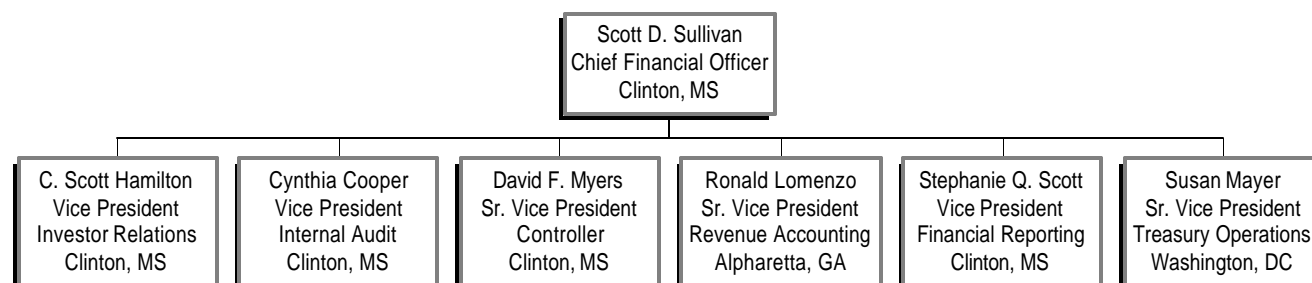 Scott D. Sullivan
Chief Financial Officer
Clinton, MS
C. Scott Hamilton
Vice President
Investor Relations
Clinton, MS
Cynthia Cooper
Vice President
Internal Audit
Clinton, MS
David F. Myers
Sr. Vice President
Controller
Clinton, MS
Ronald Lomenzo
Sr. Vice President
Revenue Accounting
Alpharetta, GA
Stephanie Q. Scott
Vice President
Financial Reporting
Clinton, MS
Susan Mayer
Sr. Vice President
Treasury Operations
Washington, DC